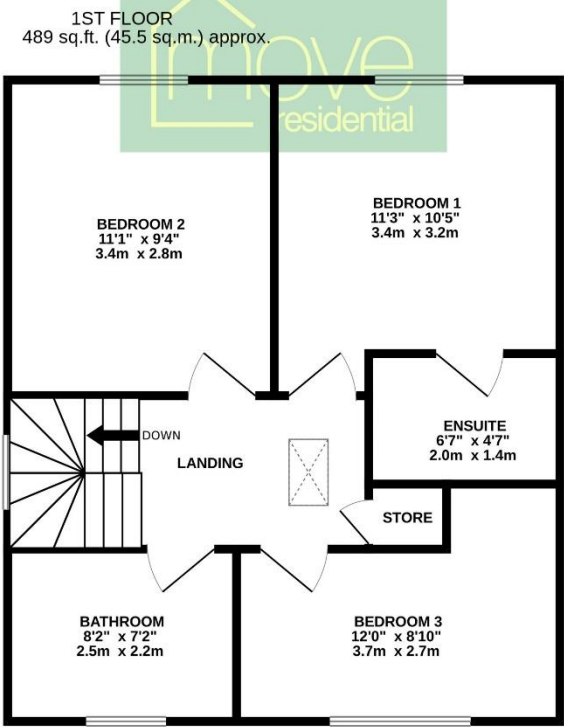 1ST FLOOR
489 sq.ft. (45.5 sq.m.) approx.
move
residential
BEDROOM 2
11'1" x 9'4"
3.4m x 2.8m
BEDROOM 1
11'3" x 10'5"
3.4m x 3.2m
ENSUITE
6'7" x 4'7"
2.0m x 1.4m
DOWN
LANDING
STORE
BATHROOM
8'2" x 7'2"
2.5m x 2.2m
BEDROOM 3
12'0" x 8'10"
3.7m x 2.7m